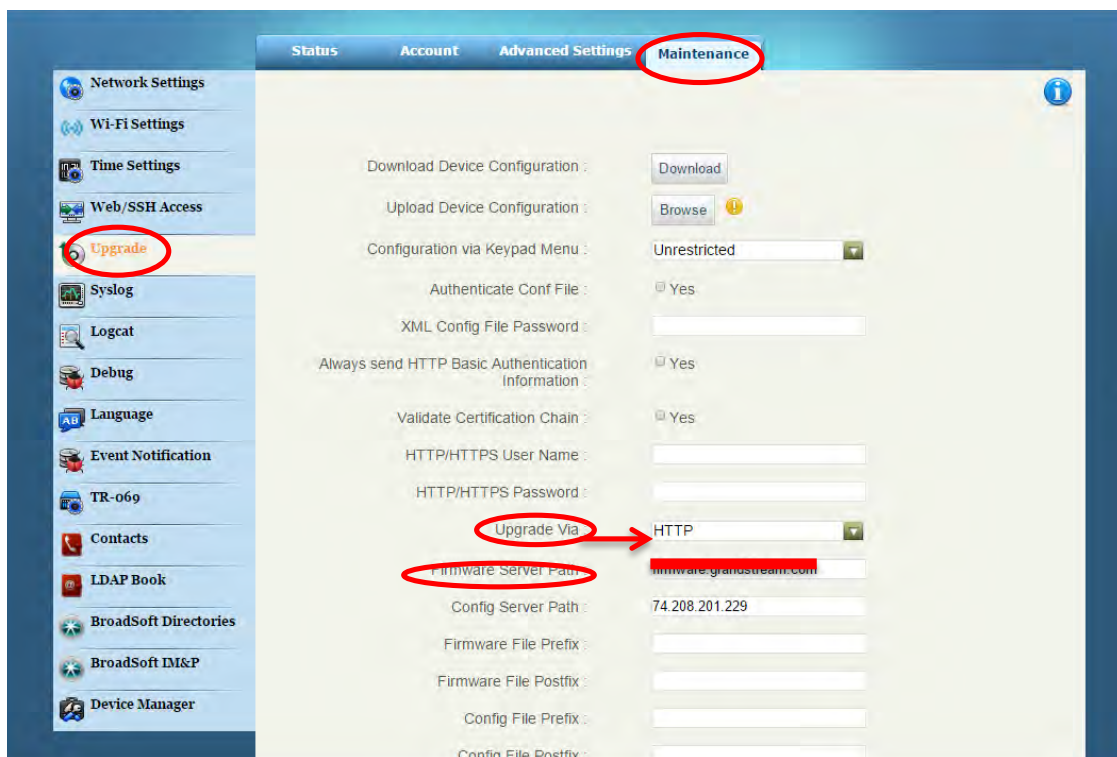 Status Account Advanced Settings Maintenance
Network Settings
Wi-Fi Settings
Time Settings
Web/SSH Access
Upgrade
Syslog
Logcat
Debug
Language
Event Notification
TR-069
Contacts
LDAP Book
BroadSoft Directories
BroadSoft IM&P
Device Manager
Download Device Configuration : Download
Upload Device Configuration : Browse
Configuration via Keypad Menu : Unrestricted
Authenticate Conf File : Yes
XML Config File Password :
Always send HTTP Basic Authentication
Information : Yes
Validate Certification Chain : Yes
HTTP/HTTPS User Name :
HTTP/HTTPS Password :
Upgrade Via : HTTP
Firmware Server Path : firmware.grandstream.com
Config Server Path : 74.208.201.229
Firmware File Prefix :
Firmware File Postfix :
Config File Prefix :
Config File Postfix :